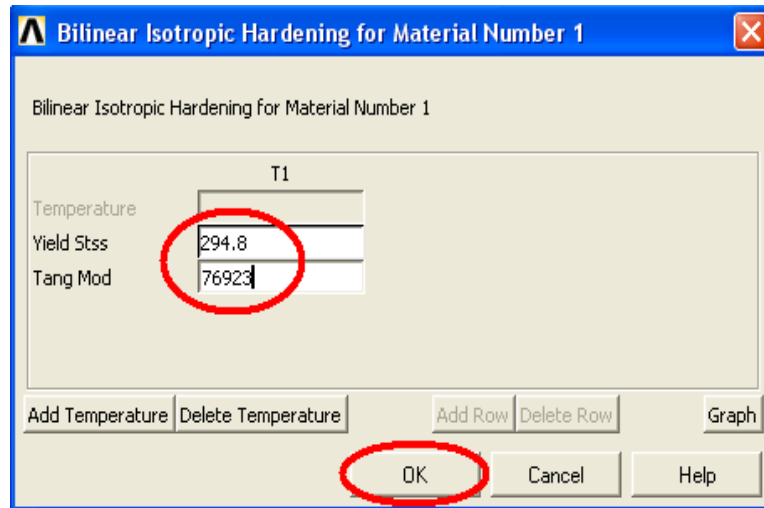 Bilinear Isotropic Hardening for Material Number 1
Bilinear Isotropic Hardening for Material Number 1
T1
Temperature
Yield Stss 294.8
Tang Mod 76923
Add Temperature Delete Temperature Add Row Delete Row Graph
OK Cancel Help